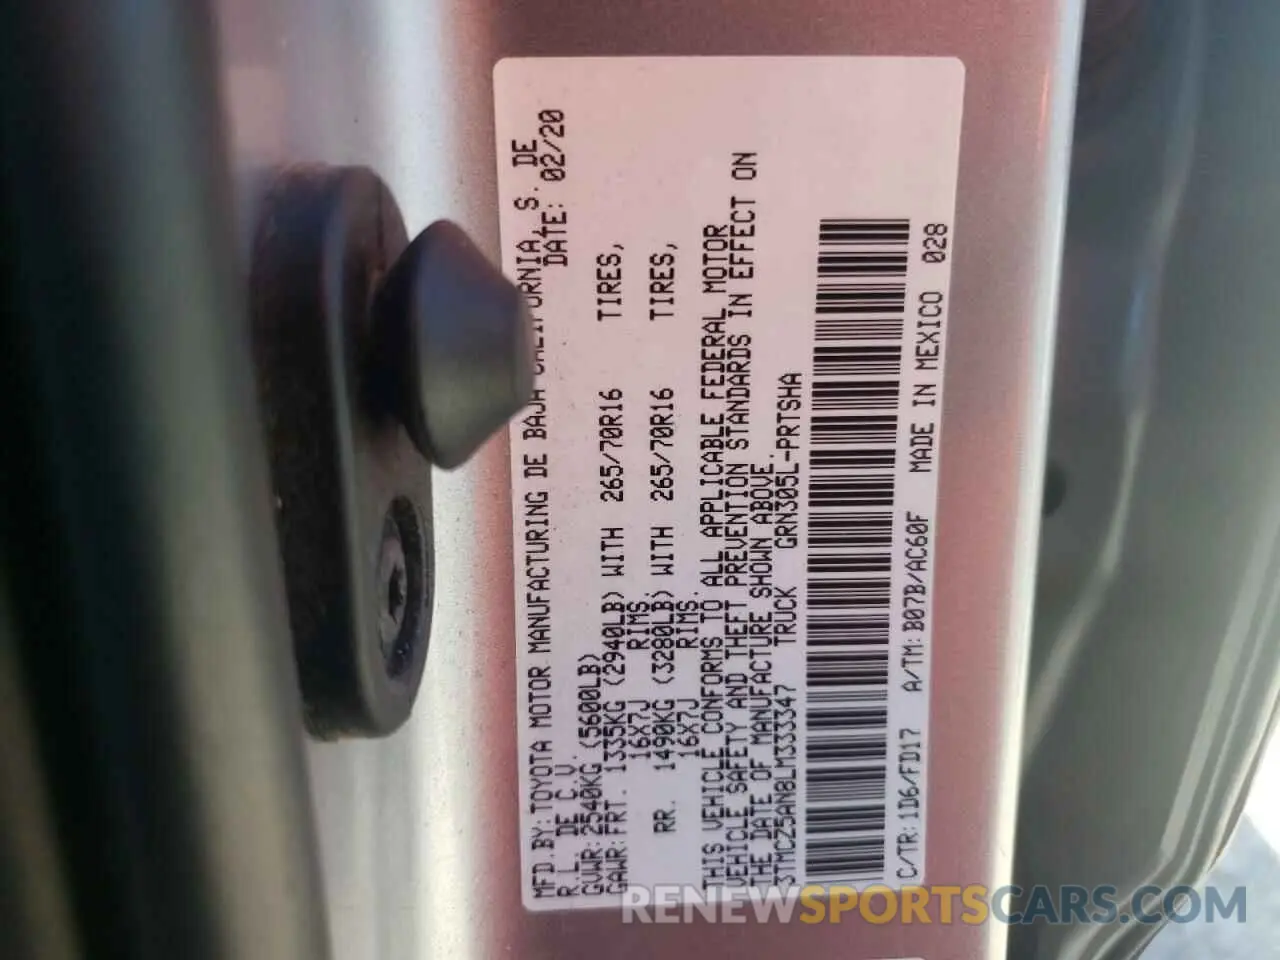 MFD.BY: TOYOTA MOTOR MANUFACTURING DE BAJA CALIFORNIA, S. DE
R.L. DE C.V. DATE: 02/20
GVWR: 2540KG (5600LB)
GAWR: FRT. 1335KG (2940LB) WITH 265/70R16 TIRES,
16X7J RIMS
RR. 1490KG (3280LB) WITH 265/70R16 TIRES,
16X7J RIMS.
THIS VEHICLE CONFORMS TO ALL APPLICABLE FEDERAL MOTOR
VEHICLE SAFETY AND THEFT PREVENTION STANDARDS IN EFFECT ON
THE DATE OF MANUFACTURE SHOWN ABOVE.
3TMCZ5AN8LM333347 TRUCK GRN305L-PRTSHA
C/TR: 1D6/FD17 A/TM: B07B/AC60F MADE IN MEXICO 028
RENEWSPORTSCARS.COM